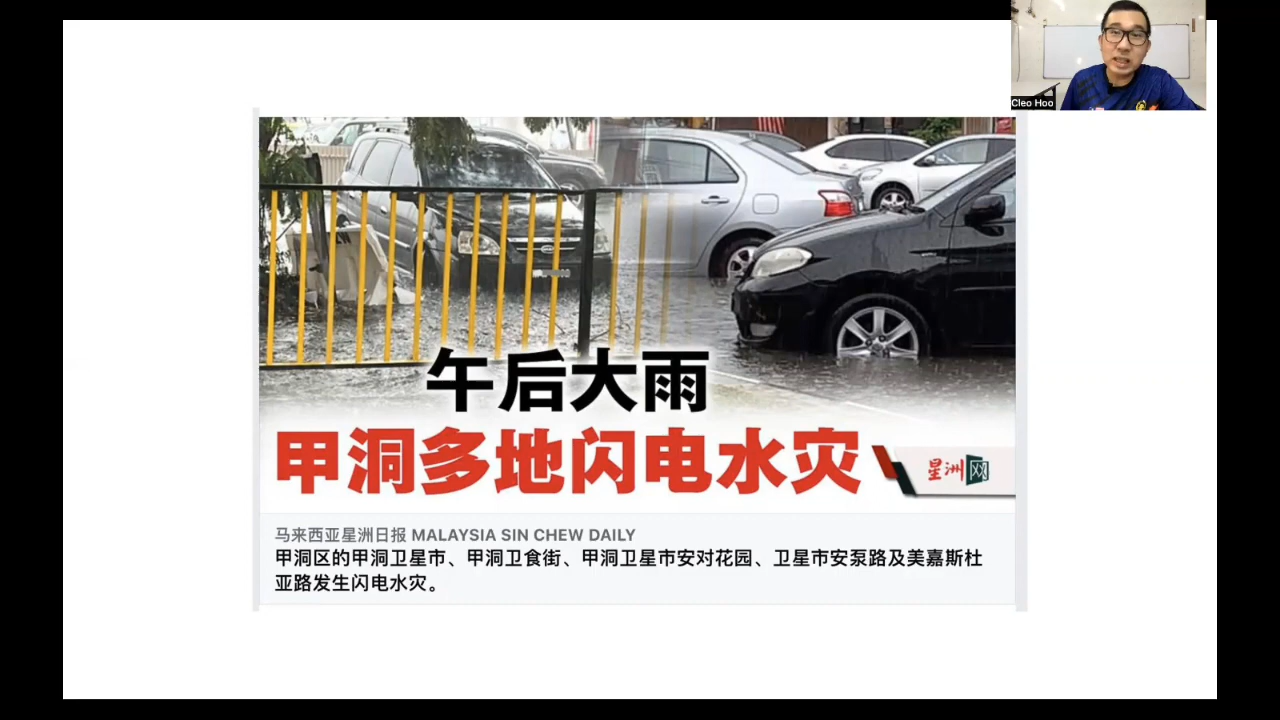 Cleo Hoo
午后大雨
甲洞多地闪电水灾
星洲网
马来西亚星洲日报 MALAYSIA SIN CHEW DAILY
甲洞区的甲洞卫星市、甲洞卫食街、甲洞卫星市安对花园、卫星市安泵路及美嘉斯杜
亚路发生闪电水灾。